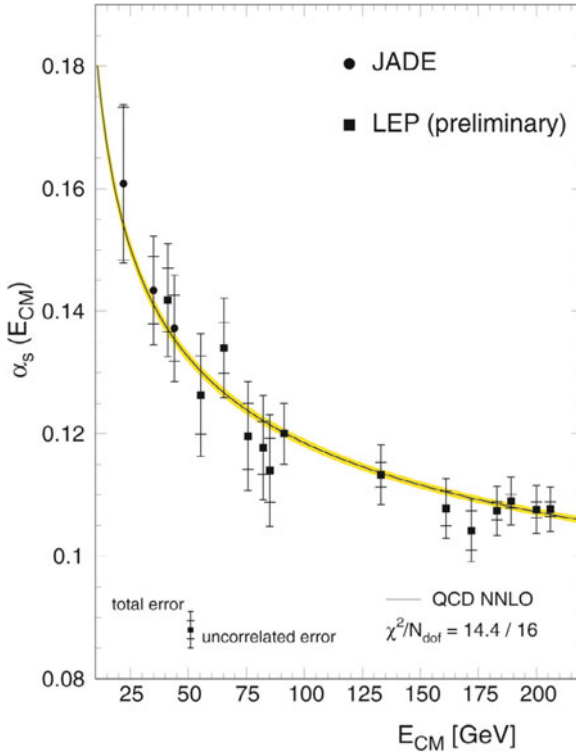 0.18
0.16
0.14
0.12
0.1
0.08
α_s (E_CM)
JADE
LEP (preliminary)
total error
uncorrelated error
QCD NNLO
χ²/N_dof = 14.4 / 16
25 50 75 100 125 150 175 200
E_CM [GeV]